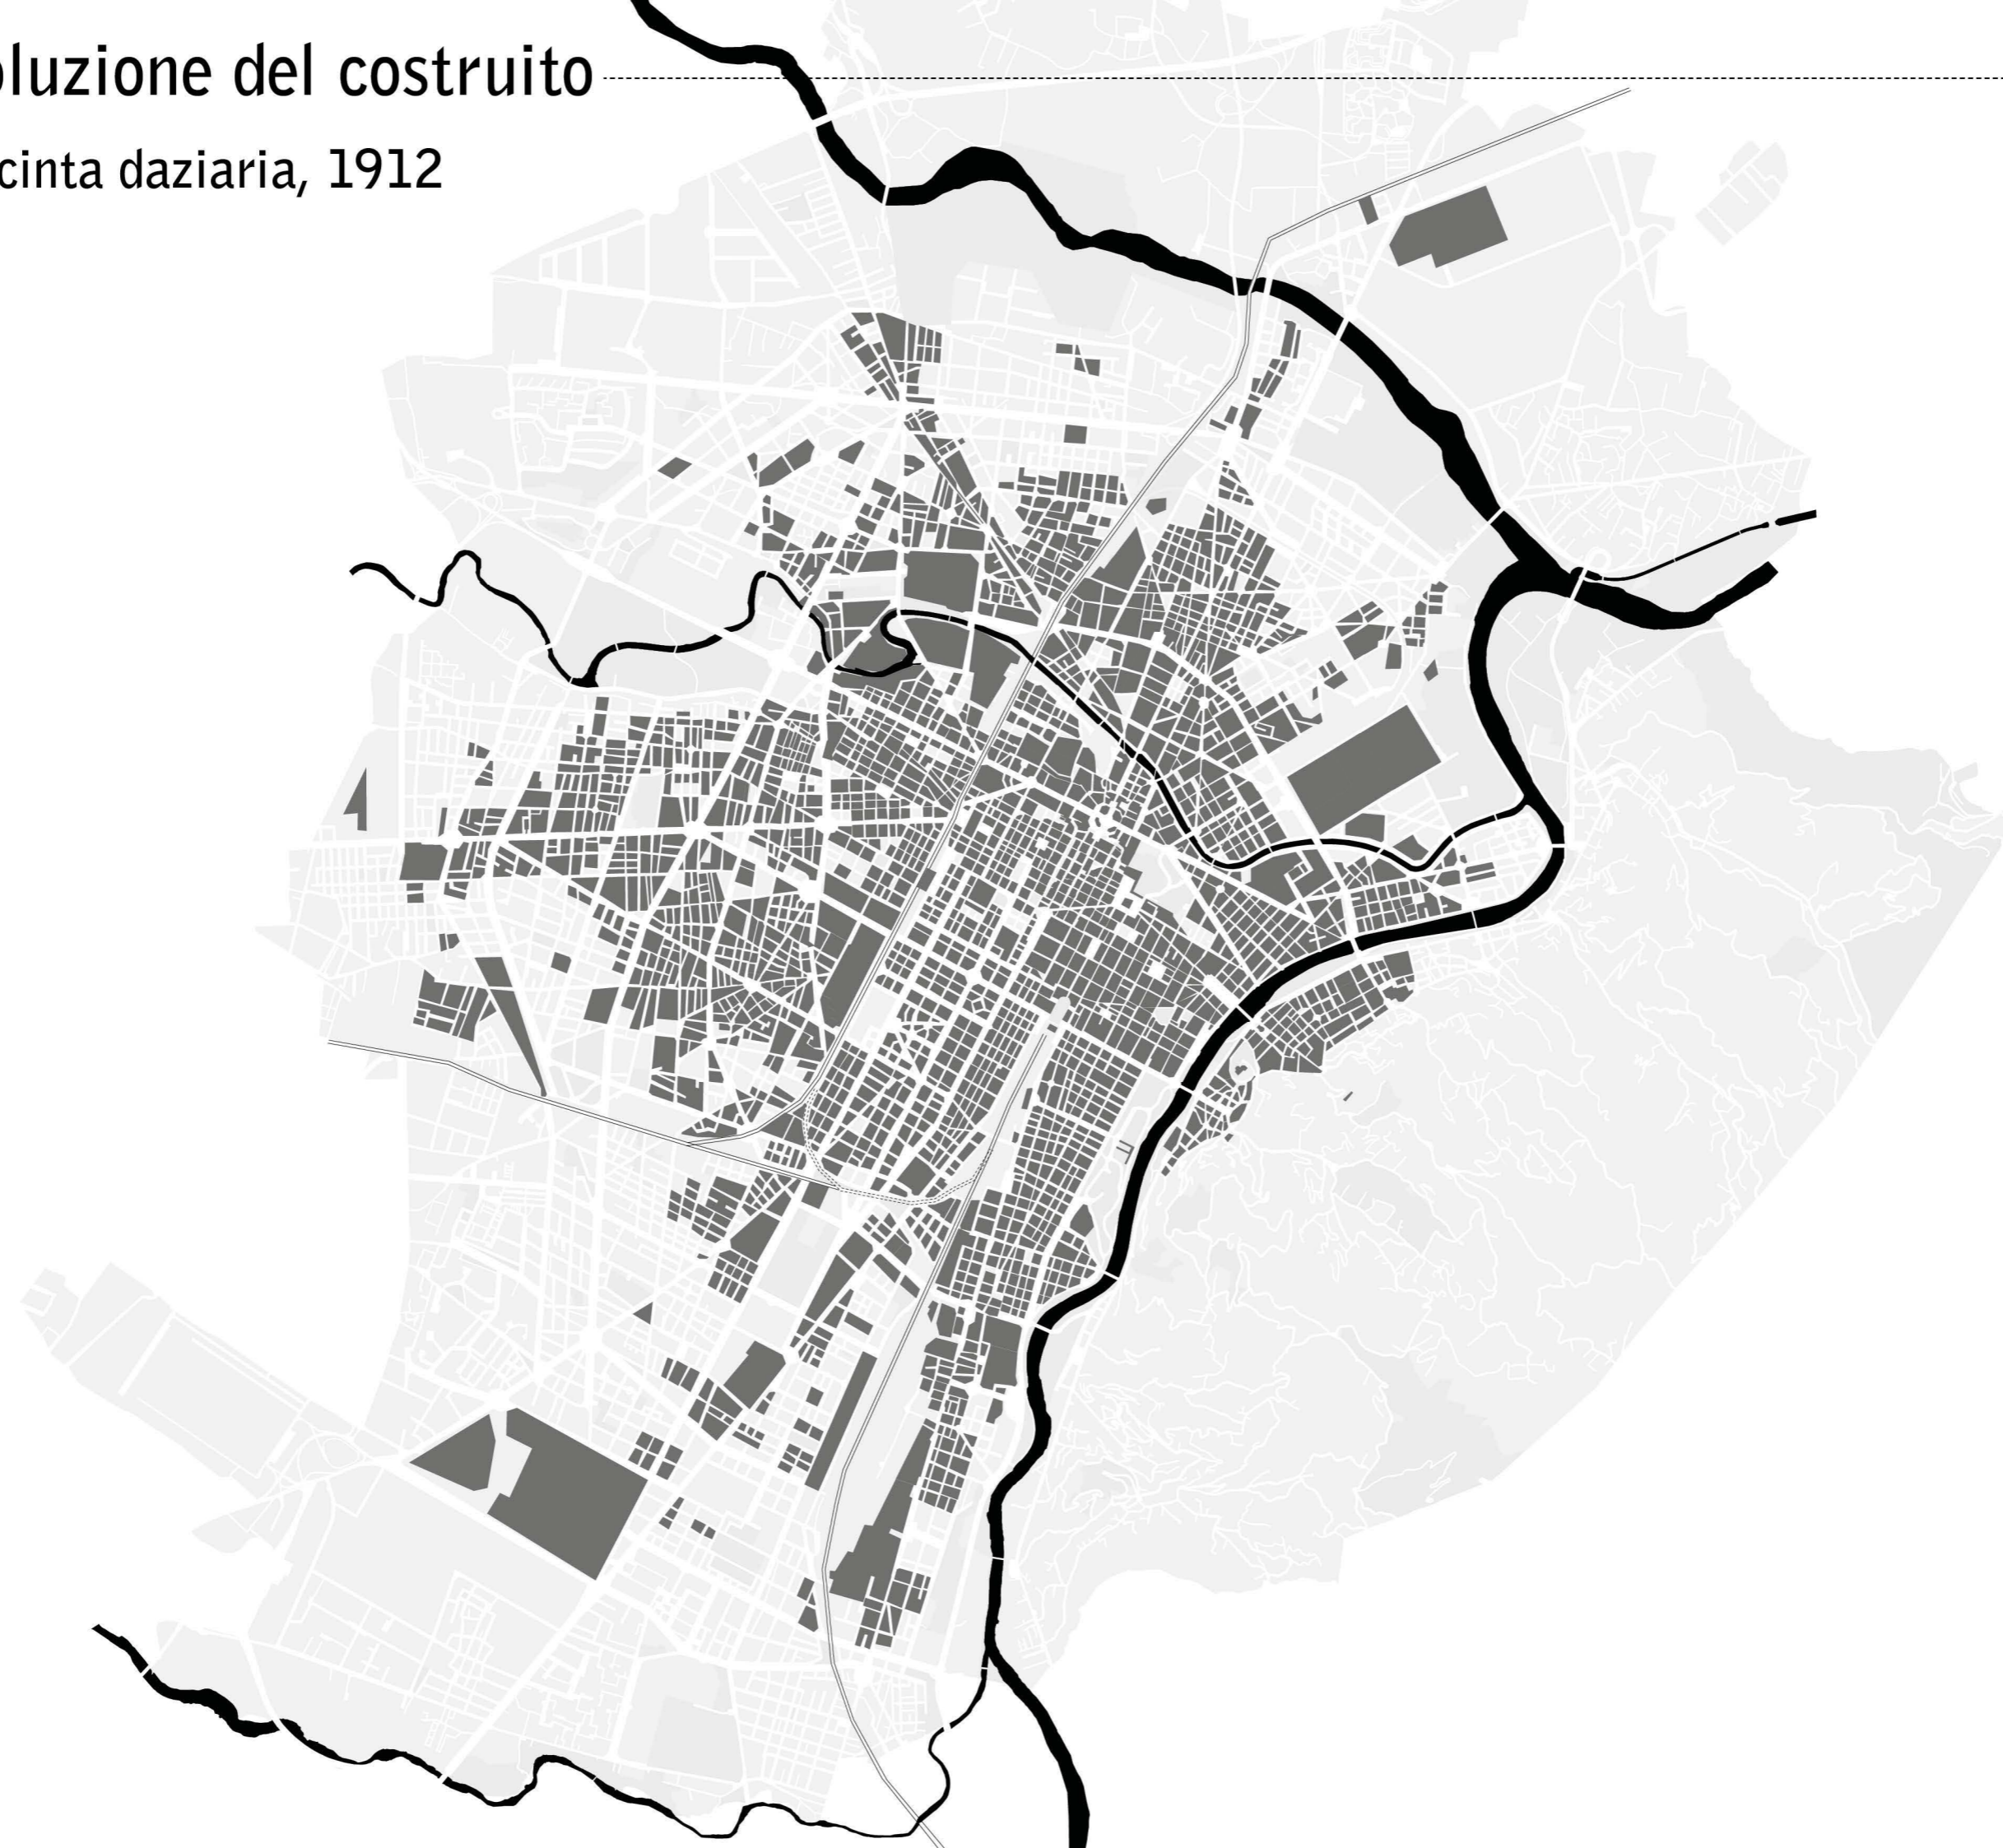 oluzione del costruito
cinta daziaria, 1912